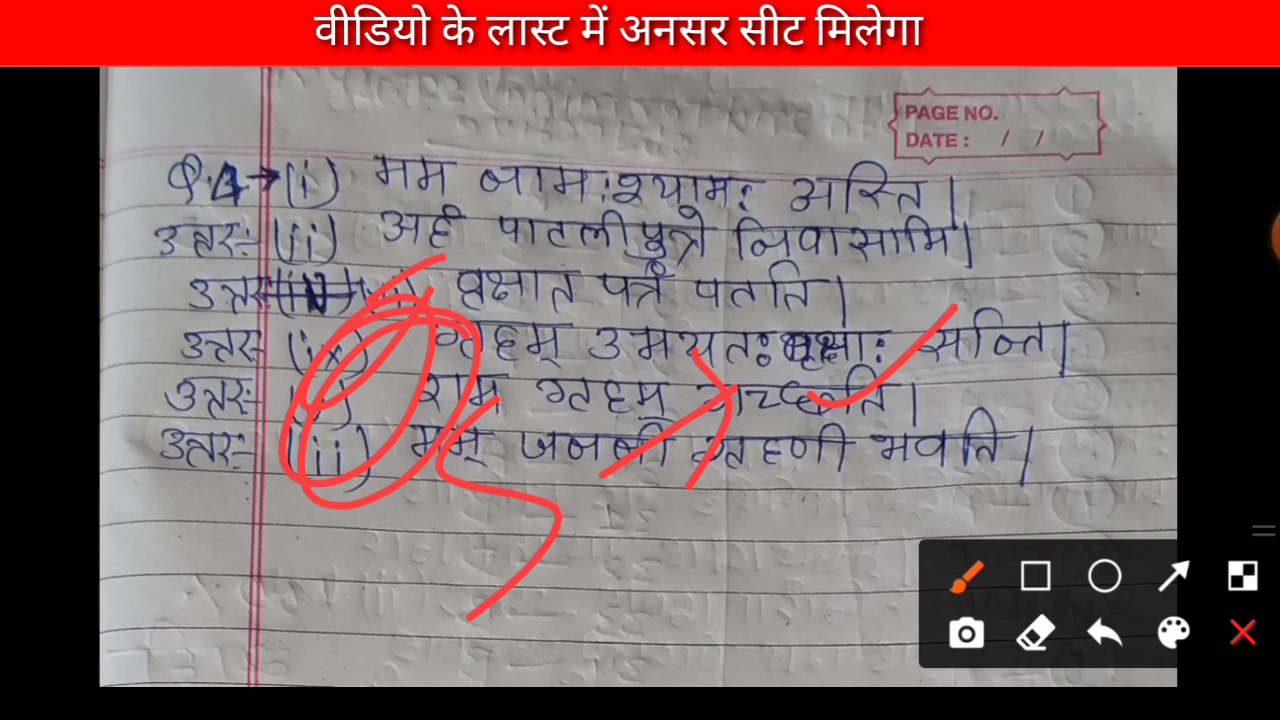 वीडियो के लास्ट में अनसर सीट मिलेगा
PAGE NO.
DATE : / /
Q.4→(i) मम नाम:श्याम: अस्ति।
उत्तर:- (ii) अहं पाटलीपुत्रे निवासामि।
उत्तर वृक्षात पत्रं पतति।
उत्तर:- (ix) गृहम् उभयत: वृक्षा: सन्ति।
उत्तर:- राम गृहम् गच्छति।
उत्तर:- (ii) मम् जननी गृहणी भवति।